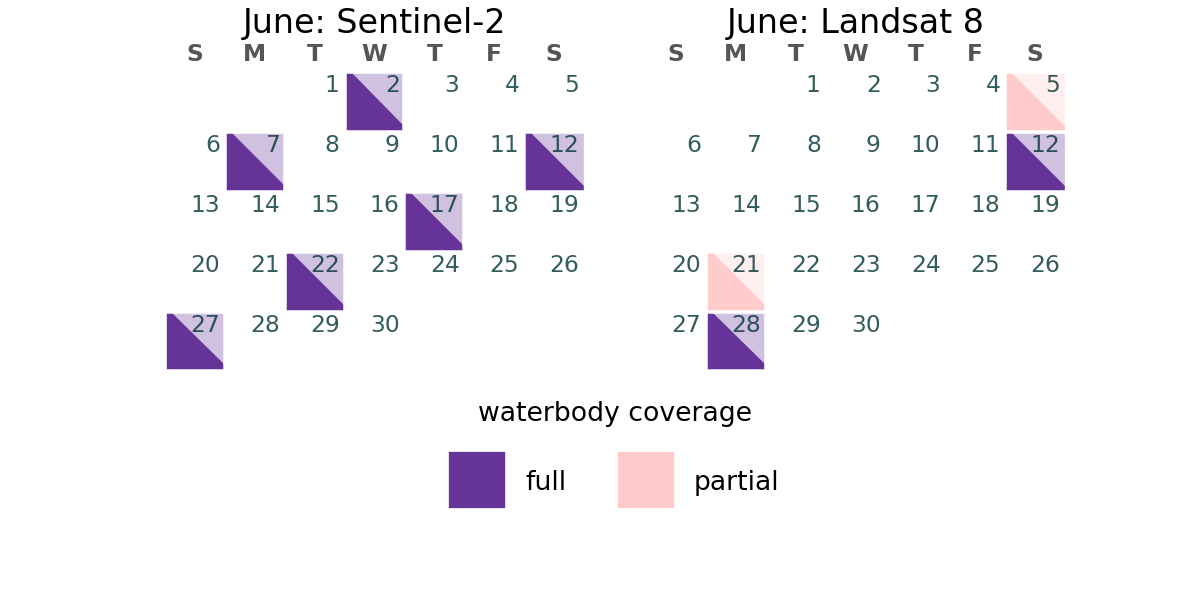 June: Sentinel-2
S M T W T F S
1 2 3 4 5
6 7 8 9 10 11 12
13 14 15 16 17 18 19
20 21 22 23 24 25 26
27 28 29 30
June: Landsat 8
S M T W T F S
1 2 3 4 5
6 7 8 9 10 11 12
13 14 15 16 17 18 19
20 21 22 23 24 25 26
27 28 29 30
waterbody coverage
full partial